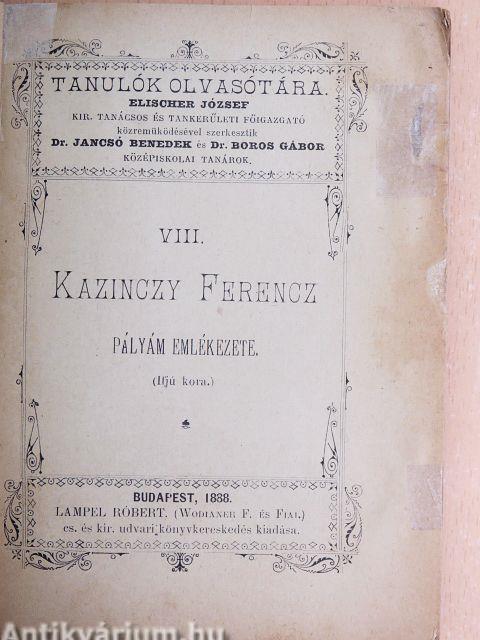 TANULÓK OLVASÓTÁRA.
ELISCHER JÓZSEF
KIR. TANÁCSOS ÉS TANKERÜLETI FŐIGAZGATÓ
közreműködésével szerkesztik
Dr. JANCSÓ BENEDEK és Dr. BOROS GÁBOR
KÖZÉPISKOLAI TANÁROK.
VIII.
KAZINCZY FERENCZ
PÁLYÁM EMLÉKEZETE.
(Ifjú kora.)
BUDAPEST, 1888.
LAMPEL RÓBERT. (WODIANER F. ÉS FIAI.)
cs. és kir. udvari könyvkereskedés kiadása.
Antikvárium.hu